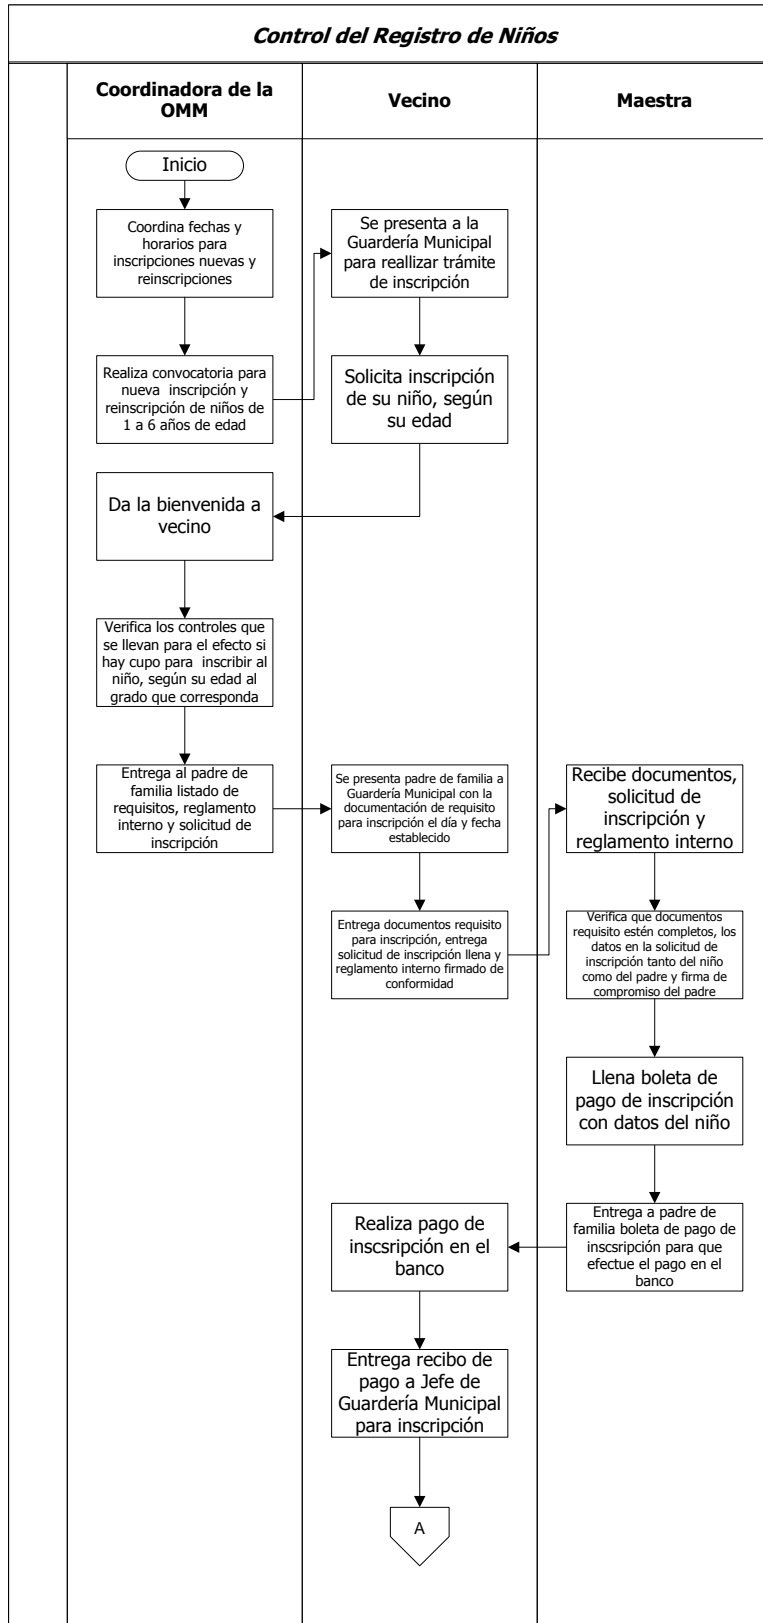 Control del Registro de Niños
Coordinadora de la
OMM
Vecino
Maestra
Inicio
Coordina fechas y
horarios para
inscripciones nuevas y
reinscripciones
Se presenta a la
Guardería Municipal
para reallizar trámite
de inscripción
Realiza convocatoria para
nueva inscripción y
reinscripción de niños de
1 a 6 años de edad
Solicita inscripción
de su niño, según
su edad
Da la bienvenida a
vecino
Verifica los controles que
se llevan para el efecto si
hay cupo para inscribir al
niño, según su edad al
grado que corresponda
Entrega al padre de
familia listado de
requisitos, reglamento
interno y solicitud de
inscripción
Se presenta padre de familia a
Guardería Municipal con la
documentación de requisito
para inscripción el día y fecha
establecido
Recibe documentos,
solicitud de
inscripción y
reglamento interno
Entrega documentos requisito
para inscripción, entrega
solicitud de inscripción llena y
reglamento interno firmado de
conformidad
Verifica que documentos
requisito estén completos, los
datos en la solicitud de
inscripción tanto del niño
como del padre y firma de
compromiso del padre
Llena boleta de
pago de inscripción
con datos del niño
Entrega a padre de
familia boleta de pago de
inscsripción para que
efectue el pago en el
banco
Realiza pago de
inscsripción en el
banco
Entrega recibo de
pago a Jefe de
Guardería Municipal
para inscripción
A